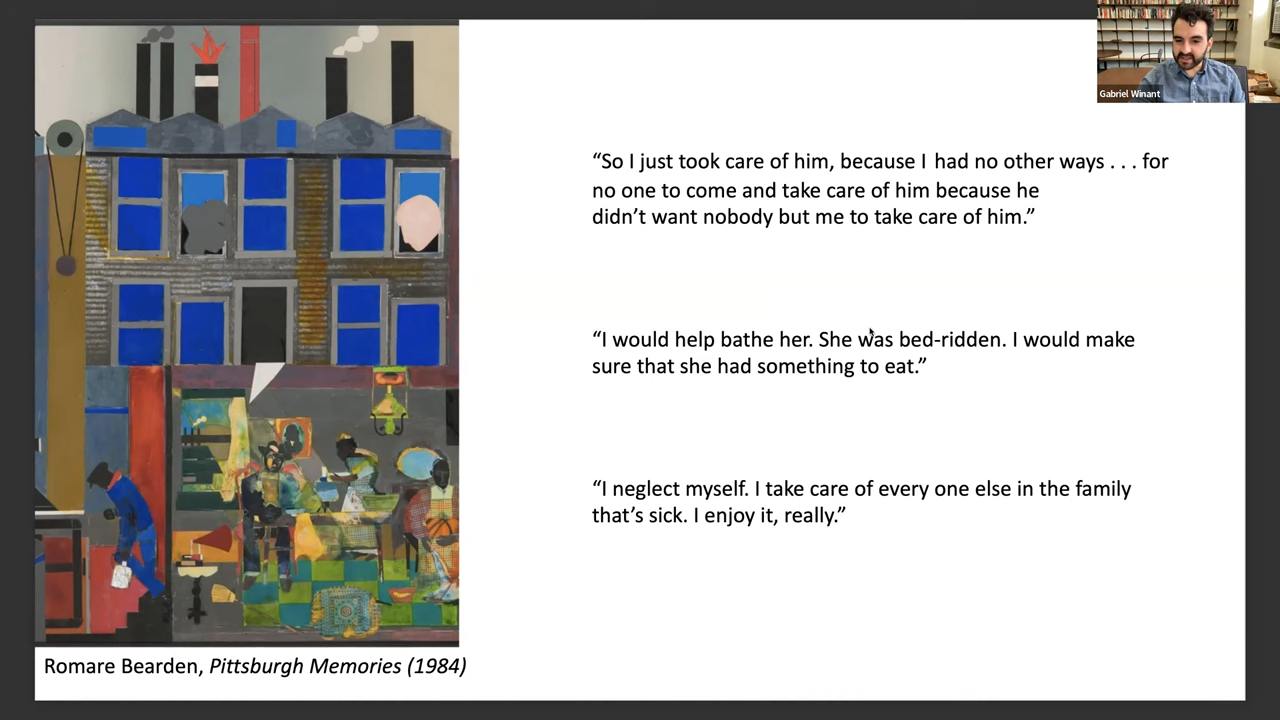 Gabriel Winant
“So I just took care of him, because I had no other ways . . . for
no one to come and take care of him because he
didn’t want nobody but me to take care of him.”
“I would help bathe her. She was bed-ridden. I would make
sure that she had something to eat.”
“I neglect myself. I take care of every one else in the family
that’s sick. I enjoy it, really.”
Romare Bearden, Pittsburgh Memories (1984)